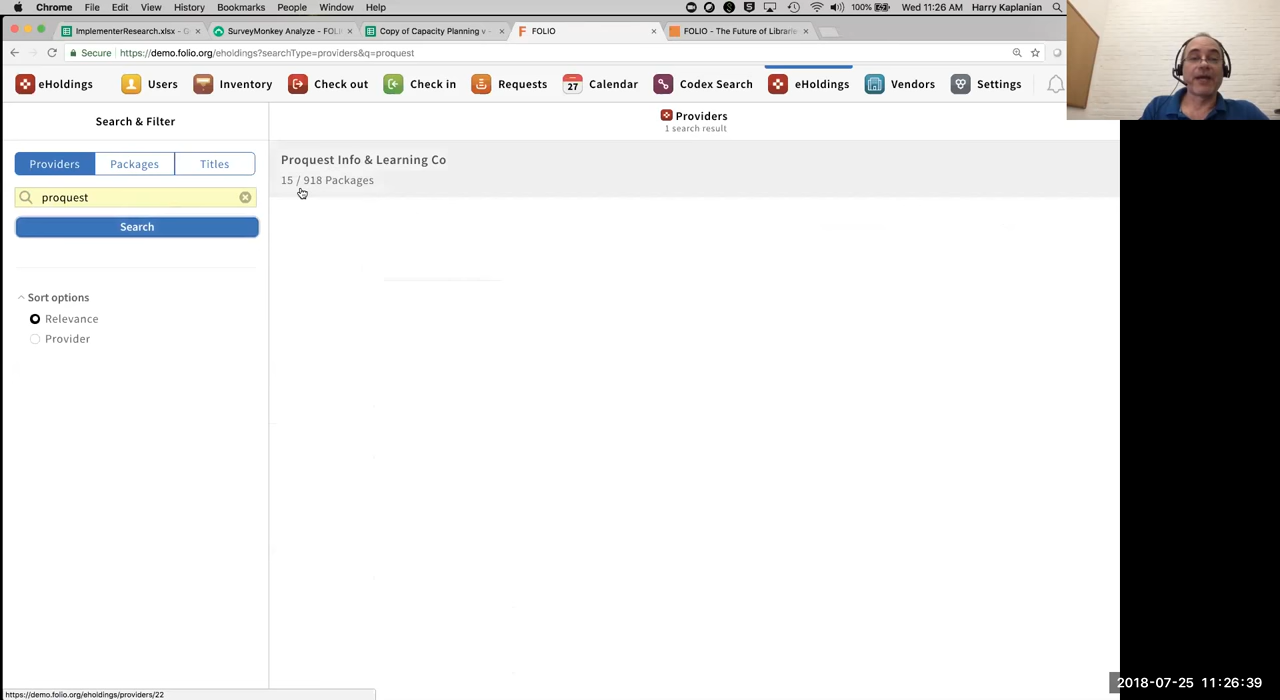 Chrome File Edit View History Bookmarks People Window Help 100% Wed 11:26 AM Harry Kaplanian
ImplementerResearch.xlsx - G × SurveyMonkey Analyze - FOLI × Copy of Capacity Planning v - × FOLIO × FOLIO - The Future of Librarie ×
Secure https://demo.folio.org/eholdings?searchType=providers&q=proquest
eHoldings Users Inventory Check out Check in Requests 27 Calendar Codex Search eHoldings Vendors Settings
Search & Filter
Providers
1 search result
Providers Packages Titles
Proquest Info & Learning Co
15 / 918 Packages
proquest
Search
Sort options
Relevance
Provider
https://demo.folio.org/eholdings/providers/22
2018-07-25 11:26:39